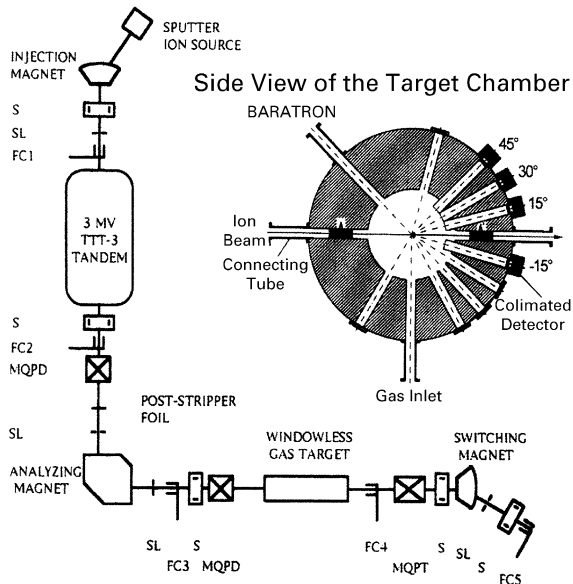 SPUTTER
ION SOURCE
INJECTION
MAGNET
S
SL
FC1
3 MV
TTT-3
TANDEM
S
FC2
MQPD
POST-STRIPPER
FOIL
SL
ANALYZING
MAGNET
SL
FC3
S
MQPD
WINDOWLESS
GAS TARGET
FC4
MQPT
S
SL
S
FC5
SWITCHING
MAGNET
Side View of the Target Chamber
BARATRON
45°
30°
15°
-15°
Ion
Beam
Connecting
Tube
Colimated
Detector
Gas Inlet